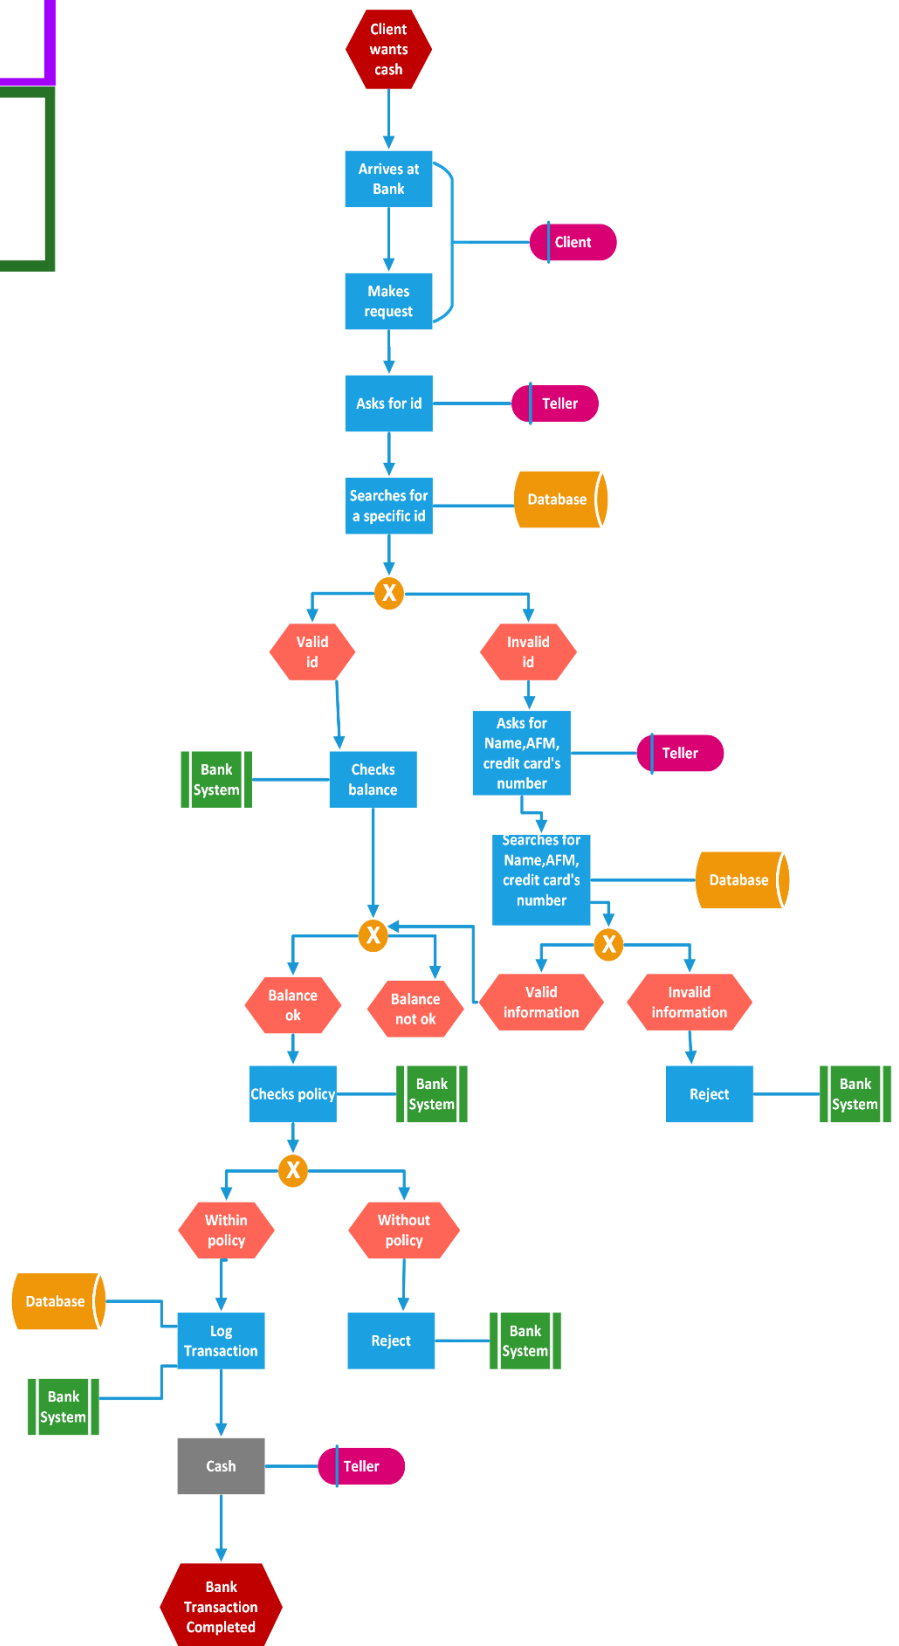 Client
wants
cash
Arrives at
Bank
Client
Makes
request
Asks for id
Teller
Searches for
a specific id
Database
X
Valid
id
Invalid
id
Asks for
Name,AFM,
credit card's
number
Teller
Bank
System
Checks
balance
Searches for
Name,AFM,
credit card's
number
Database
X
X
Balance
ok
Balance
not ok
Valid
information
Invalid
information
Checks policy
Bank
System
Reject
Bank
System
X
Within
policy
Without
policy
Database
Log
Transaction
Reject
Bank
System
Bank
System
Cash
Teller
Bank
Transaction
Completed